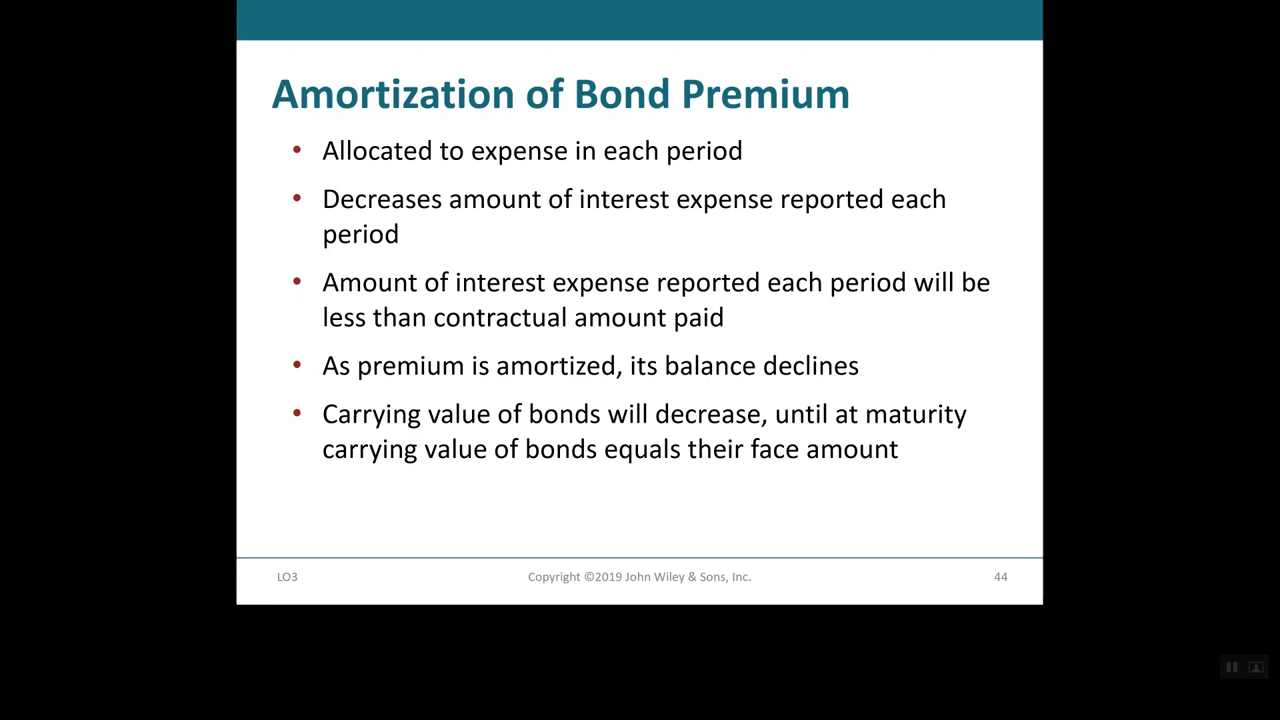 Amortization of Bond Premium
• Allocated to expense in each period
• Decreases amount of interest expense reported each
period
• Amount of interest expense reported each period will be
less than contractual amount paid
• As premium is amortized, its balance declines
• Carrying value of bonds will decrease, until at maturity
carrying value of bonds equals their face amount
LO3 Copyright ©2019 John Wiley & Sons, Inc. 44